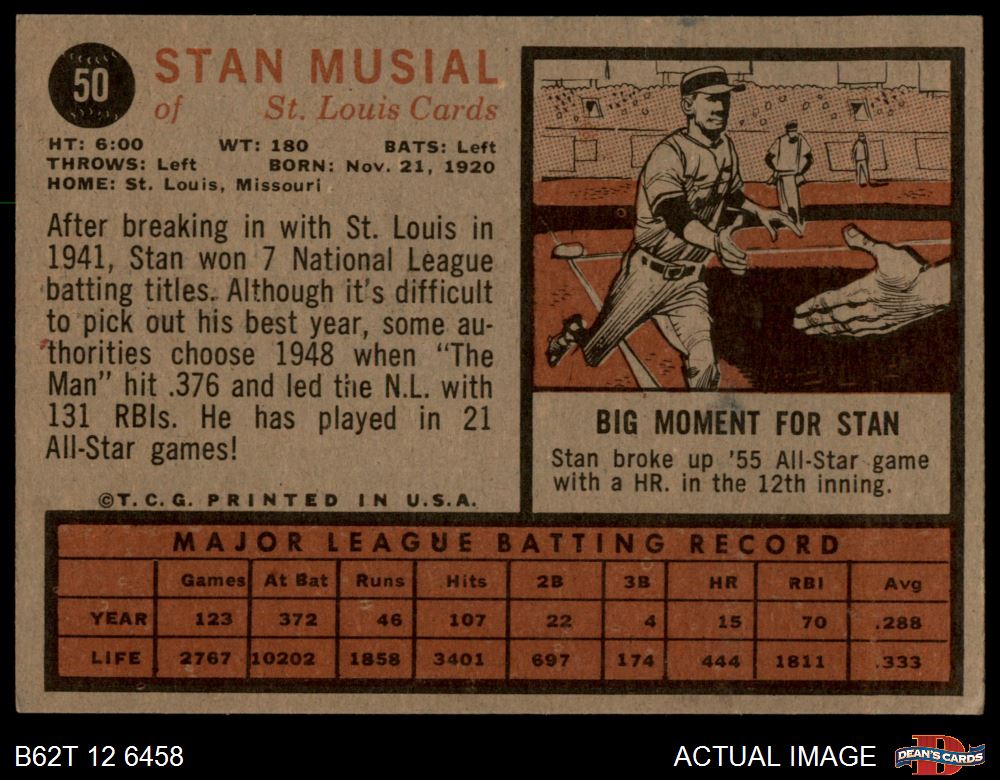 50
STAN MUSIAL
of St. Louis Cards
HT: 6:00 WT: 180 BATS: Left
THROWS: Left BORN: Nov. 21, 1920
HOME: St. Louis, Missouri
After breaking in with St. Louis in
1941, Stan won 7 National League
batting titles. Although it's difficult
to pick out his best year, some au-
thorities choose 1948 when "The
Man" hit .376 and led the N.L. with
131 RBIs. He has played in 21
All-Star games!
©T.C.G. PRINTED IN U.S.A.
BIG MOMENT FOR STAN
Stan broke up '55 All-Star game
with a HR. in the 12th inning.
MAJOR LEAGUE BATTING RECORD
Games At Bat Runs Hits 2B 3B HR RBI Avg
YEAR 123 372 46 107 22 4 15 70 .288
LIFE 2767 10202 1858 3401 697 174 444 1811 .333
B62T 12 6458
ACTUAL IMAGE
D
DEAN'S CARDS